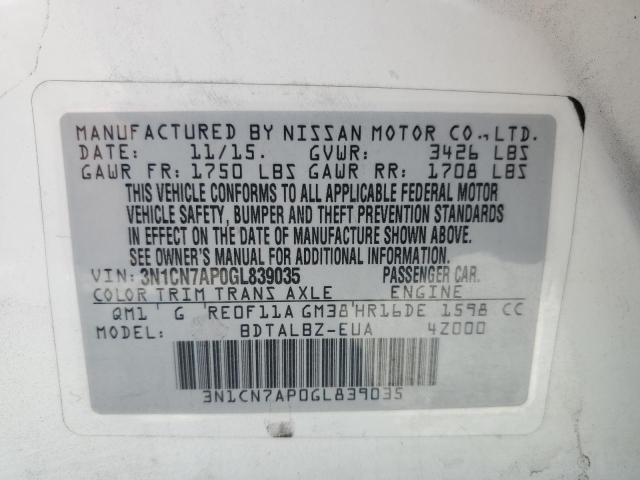 MANUFACTURED BY NISSAN MOTOR CO., LTD.
DATE: 11/15. GVWR: 3426 LBS
GAWR FR: 1750 LBS GAWR RR: 1708 LBS
THIS VEHICLE CONFORMS TO ALL APPLICABLE FEDERAL MOTOR
VEHICLE SAFETY, BUMPER AND THEFT PREVENTION STANDARDS
IN EFFECT ON THE DATE OF MANUFACTURE SHOWN ABOVE.
SEE OWNER'S MANUAL FOR ADDITIONAL INFORMATION.
VIN: 3N1CN7AP0GL839035 PASSENGER CAR.
COLOR TRIM TRANS AXLE ENGINE
QM1 G RE0F11A GM38 HR16DE 1598 CC
MODEL: BDTALBZ-EUA 4Z000
3N1CN7AP0GL839035